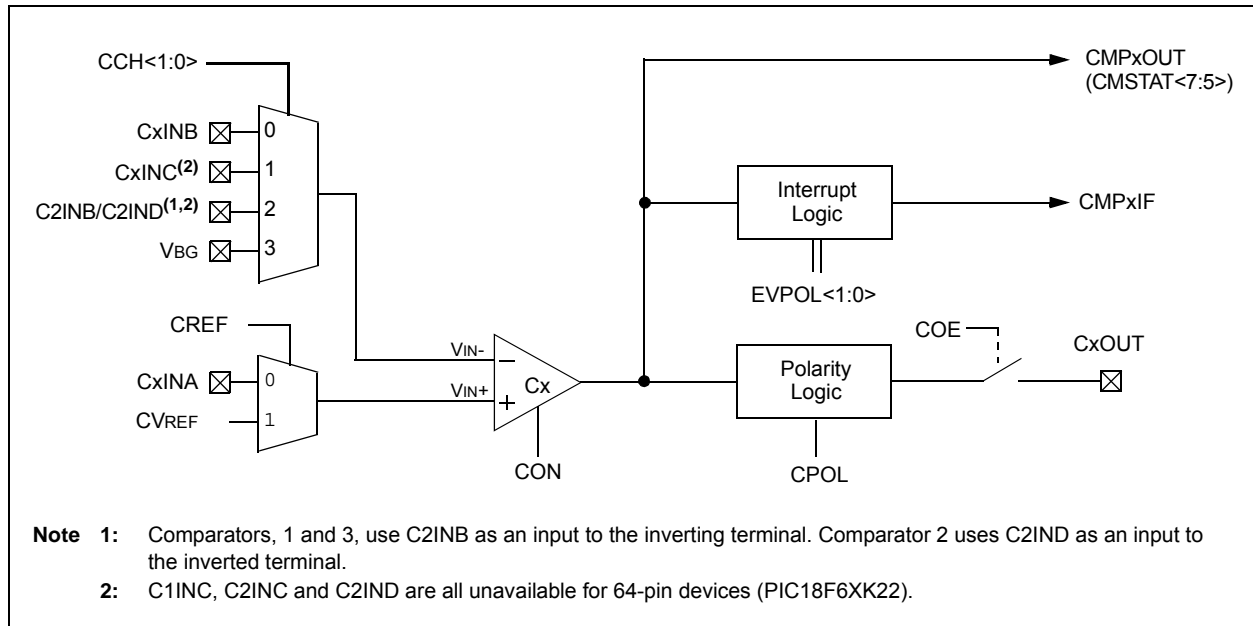 CCH<1:0>
CMPxOUT
(CMSTAT<7:5>)
CxINB
0
CxINC(2)
1
C2INB/C2IND(1,2)
2
VBG
3
Interrupt
Logic
CMPxIF
EVPOL<1:0>
CREF
CxINA
0
CVREF
1
VIN-
VIN+
–
+
Cx
CON
Polarity
Logic
CPOL
COE
CxOUT
Note 1: Comparators, 1 and 3, use C2INB as an input to the inverting terminal. Comparator 2 uses C2IND as an input to
the inverted terminal.
2: C1INC, C2INC and C2IND are all unavailable for 64-pin devices (PIC18F6XK22).